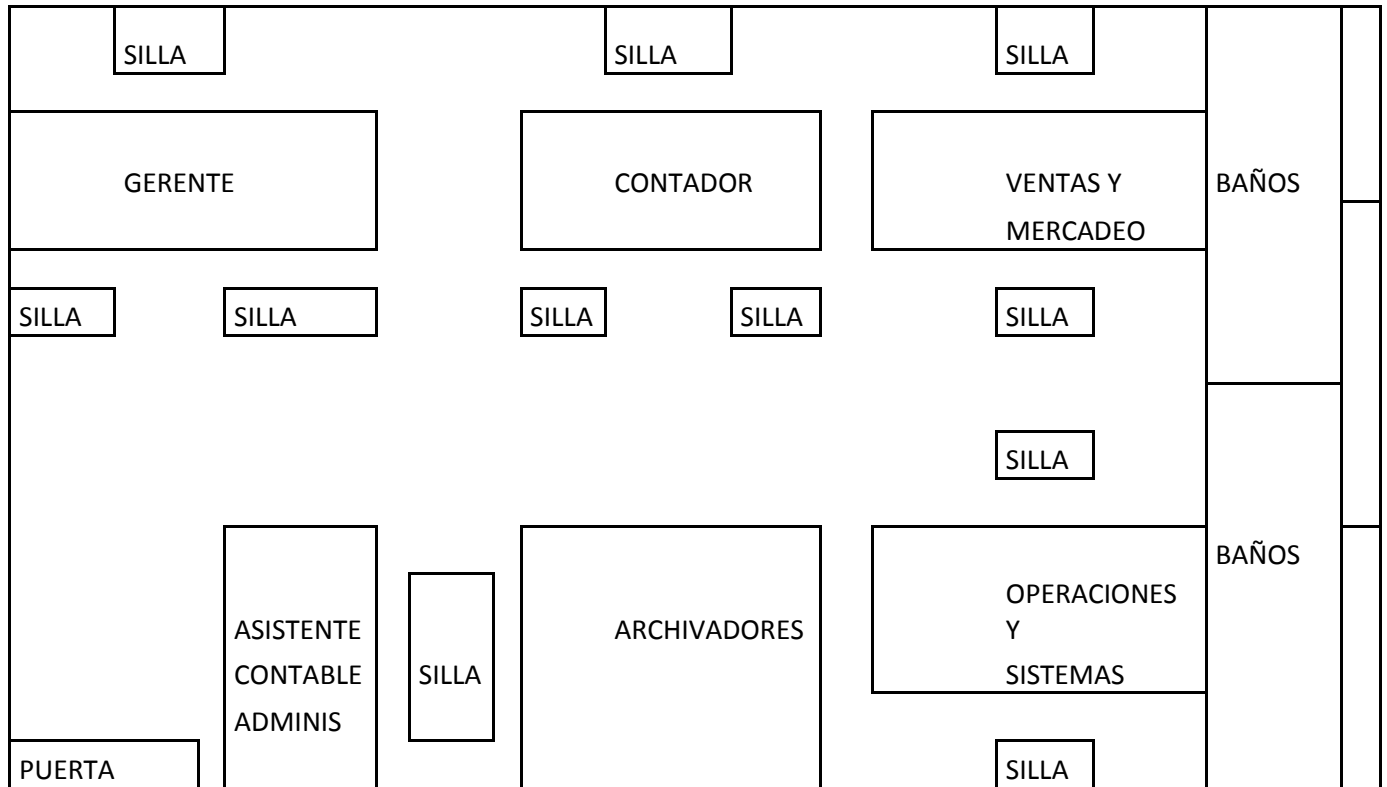 SILLA
SILLA
SILLA
GERENTE
CONTADOR
VENTAS Y
MERCADEO
BAÑOS
SILLA
SILLA
SILLA
SILLA
SILLA
SILLA
BAÑOS
ASISTENTE
CONTABLE
ADMINIS
SILLA
ARCHIVADORES
OPERACIONES
Y
SISTEMAS
PUERTA
SILLA